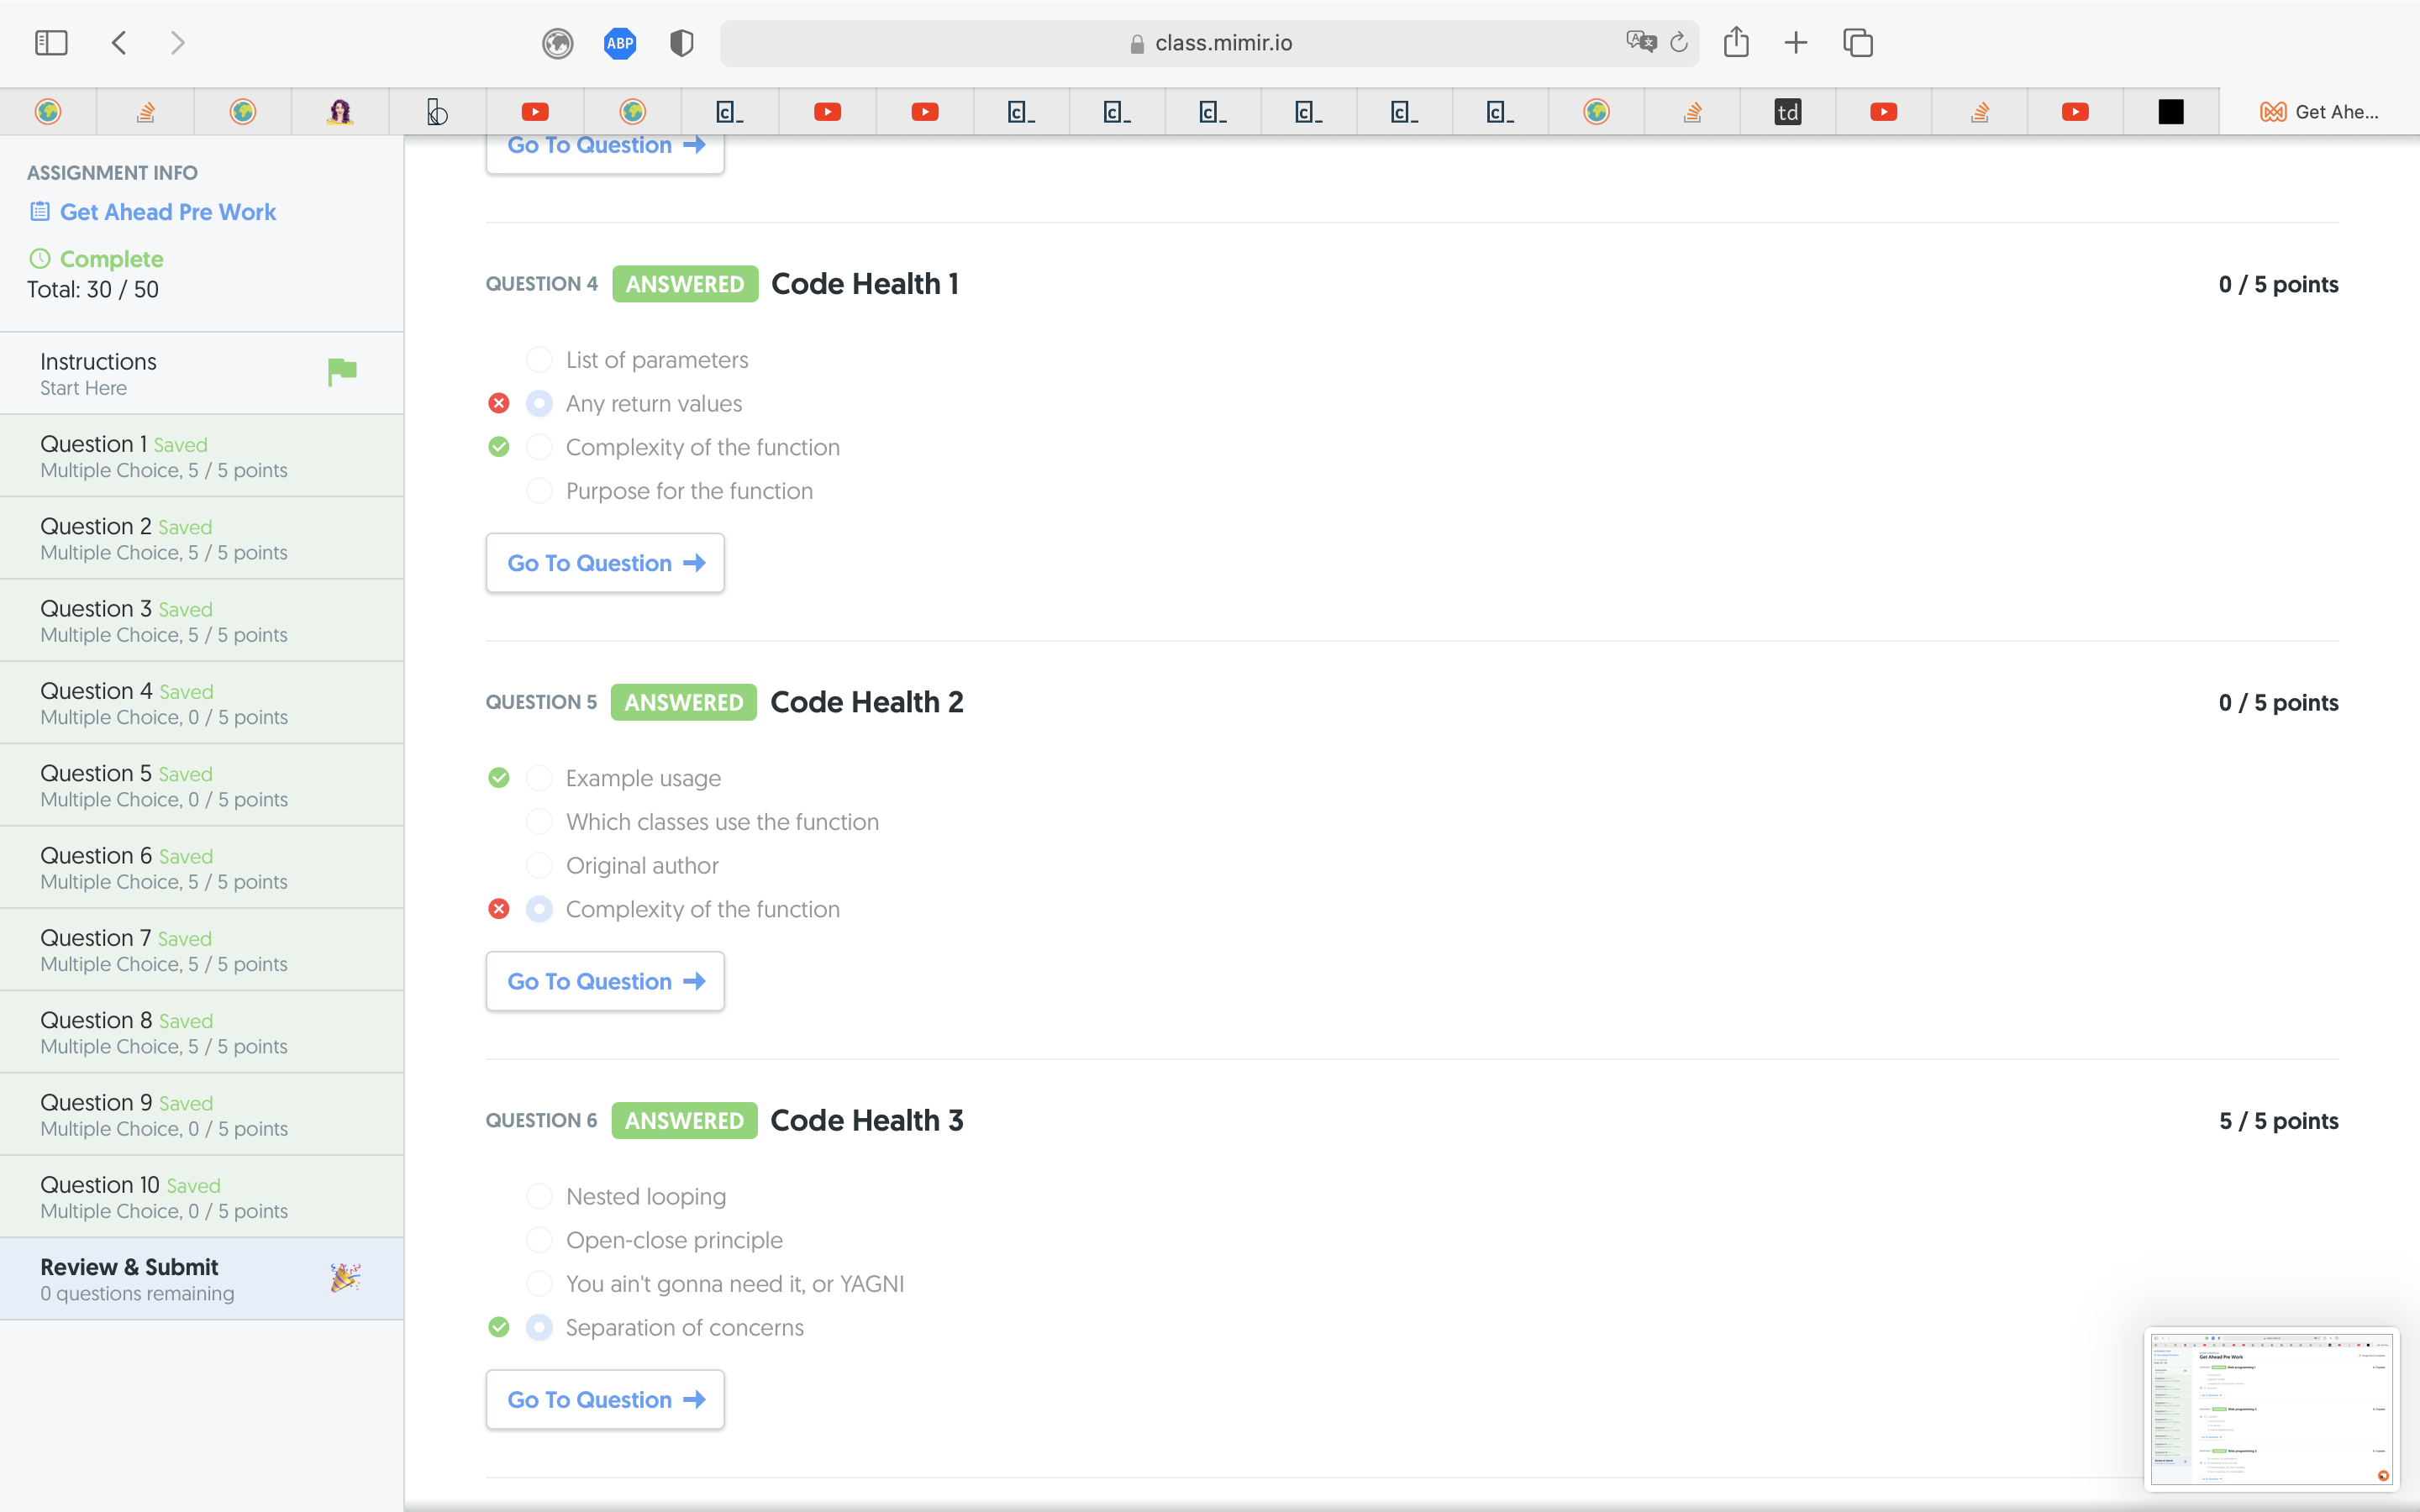 ABP
class.mimir.io
Get Ahe...
ASSIGNMENT INFO
Get Ahead Pre Work
Complete
Total: 30 / 50
Instructions
Start Here
Question 1 Saved
Multiple Choice, 5 / 5 points
Question 2 Saved
Multiple Choice, 5 / 5 points
Question 3 Saved
Multiple Choice, 5 / 5 points
Question 4 Saved
Multiple Choice, 0 / 5 points
Question 5 Saved
Multiple Choice, 0 / 5 points
Question 6 Saved
Multiple Choice, 5 / 5 points
Question 7 Saved
Multiple Choice, 5 / 5 points
Question 8 Saved
Multiple Choice, 5 / 5 points
Question 9 Saved
Multiple Choice, 0 / 5 points
Question 10 Saved
Multiple Choice, 0 / 5 points
Review & Submit
0 questions remaining
Go To Question
QUESTION 4 ANSWERED Code Health 1 0 / 5 points
List of parameters
Any return values
Complexity of the function
Purpose for the function
Go To Question
QUESTION 5 ANSWERED Code Health 2 0 / 5 points
Example usage
Which classes use the function
Original author
Complexity of the function
Go To Question
QUESTION 6 ANSWERED Code Health 3 5 / 5 points
Nested looping
Open-close principle
You ain't gonna need it, or YAGNI
Separation of concerns
Go To Question